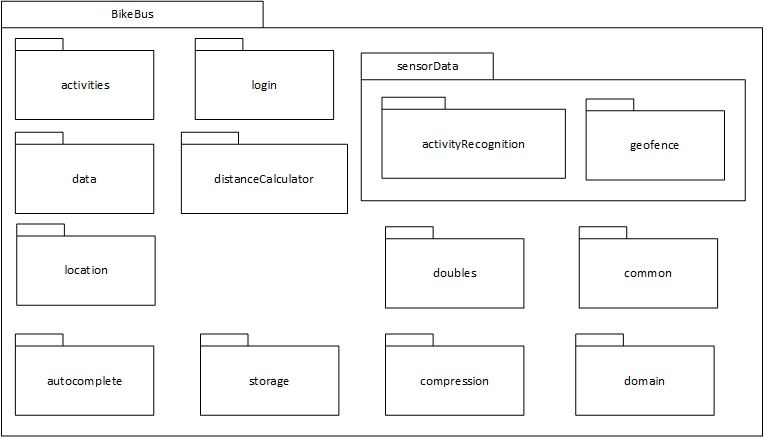 BikeBus
activities
login
sensorData
activityRecognition
geofence
data
distanceCalculator
location
doubles
common
autocomplete
storage
compression
domain